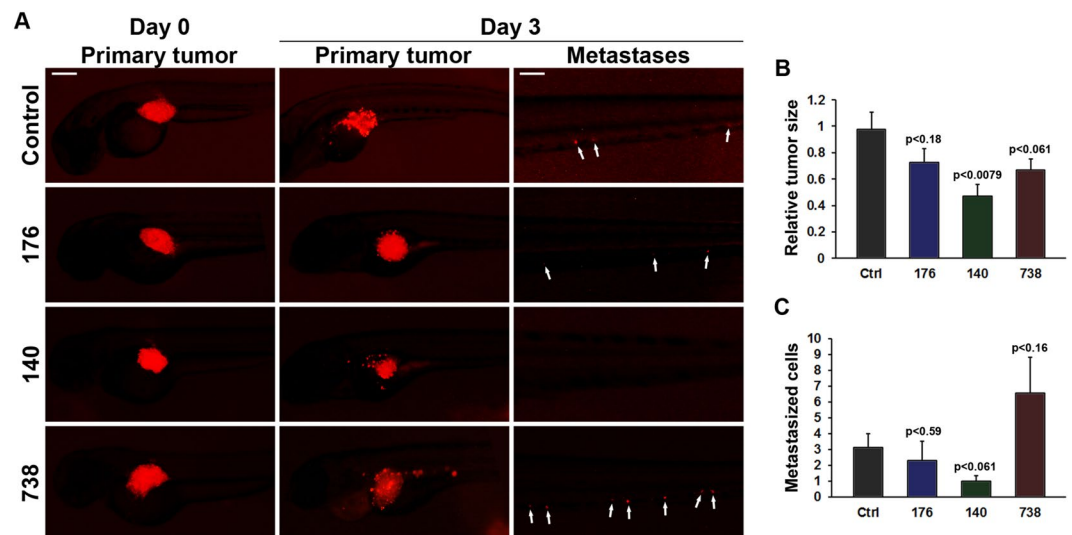 A
Day 0
Day 3
Primary tumor
Primary tumor
Metastases
Control
176
140
738
B
Relative tumor size
1.2
1
0.8
0.6
0.4
0.2
0
p<0.18
p<0.0079
p<0.061
Ctrl 176 140 738
C
Metastasized cells
10
9
8
7
6
5
4
3
2
1
0
p<0.59
p<0.061
p<0.16
Ctrl 176 140 738